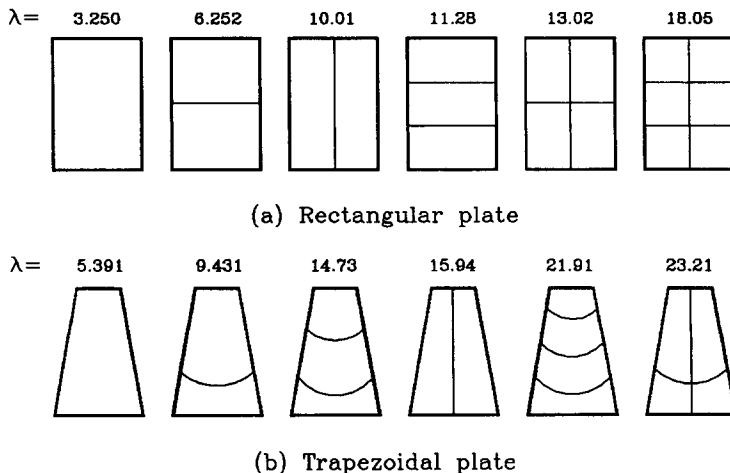 λ= 3.250 6.252 10.01 11.28 13.02 18.05
(a) Rectangular plate
λ= 5.391 9.431 14.73 15.94 21.91 23.21
(b) Trapezoidal plate